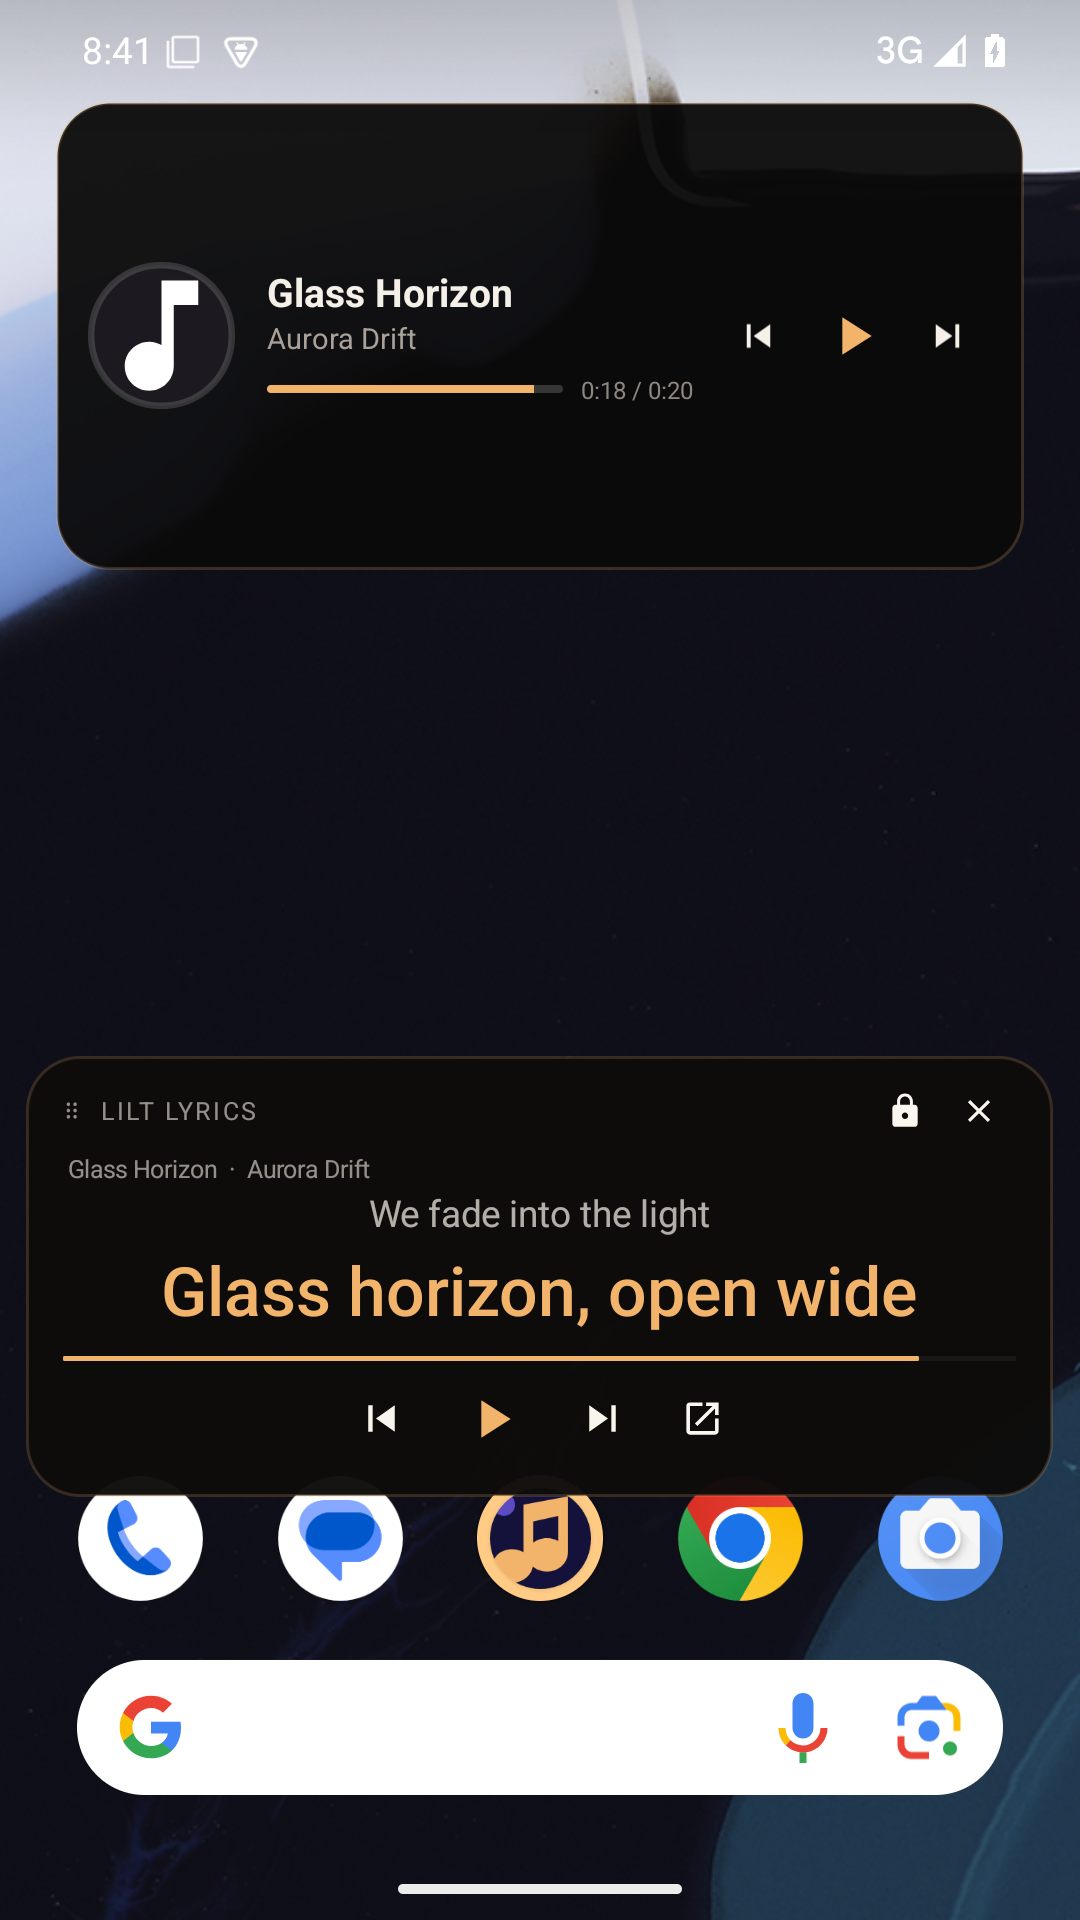 8:41
3G
Glass Horizon
Aurora Drift
0:18 / 0:20
LILT LYRICS
Glass Horizon · Aurora Drift
We fade into the light
Glass horizon, open wide